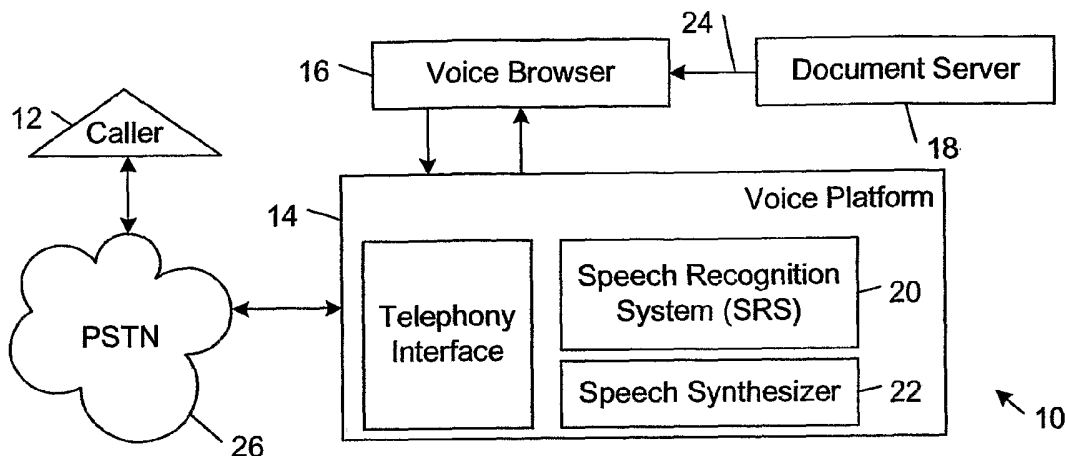 24
16
Voice Browser
Document Server
12
Caller
18
14
Voice Platform
Speech Recognition
System (SRS)
20
Telephony
Interface
PSTN
Speech Synthesizer
22
10
26